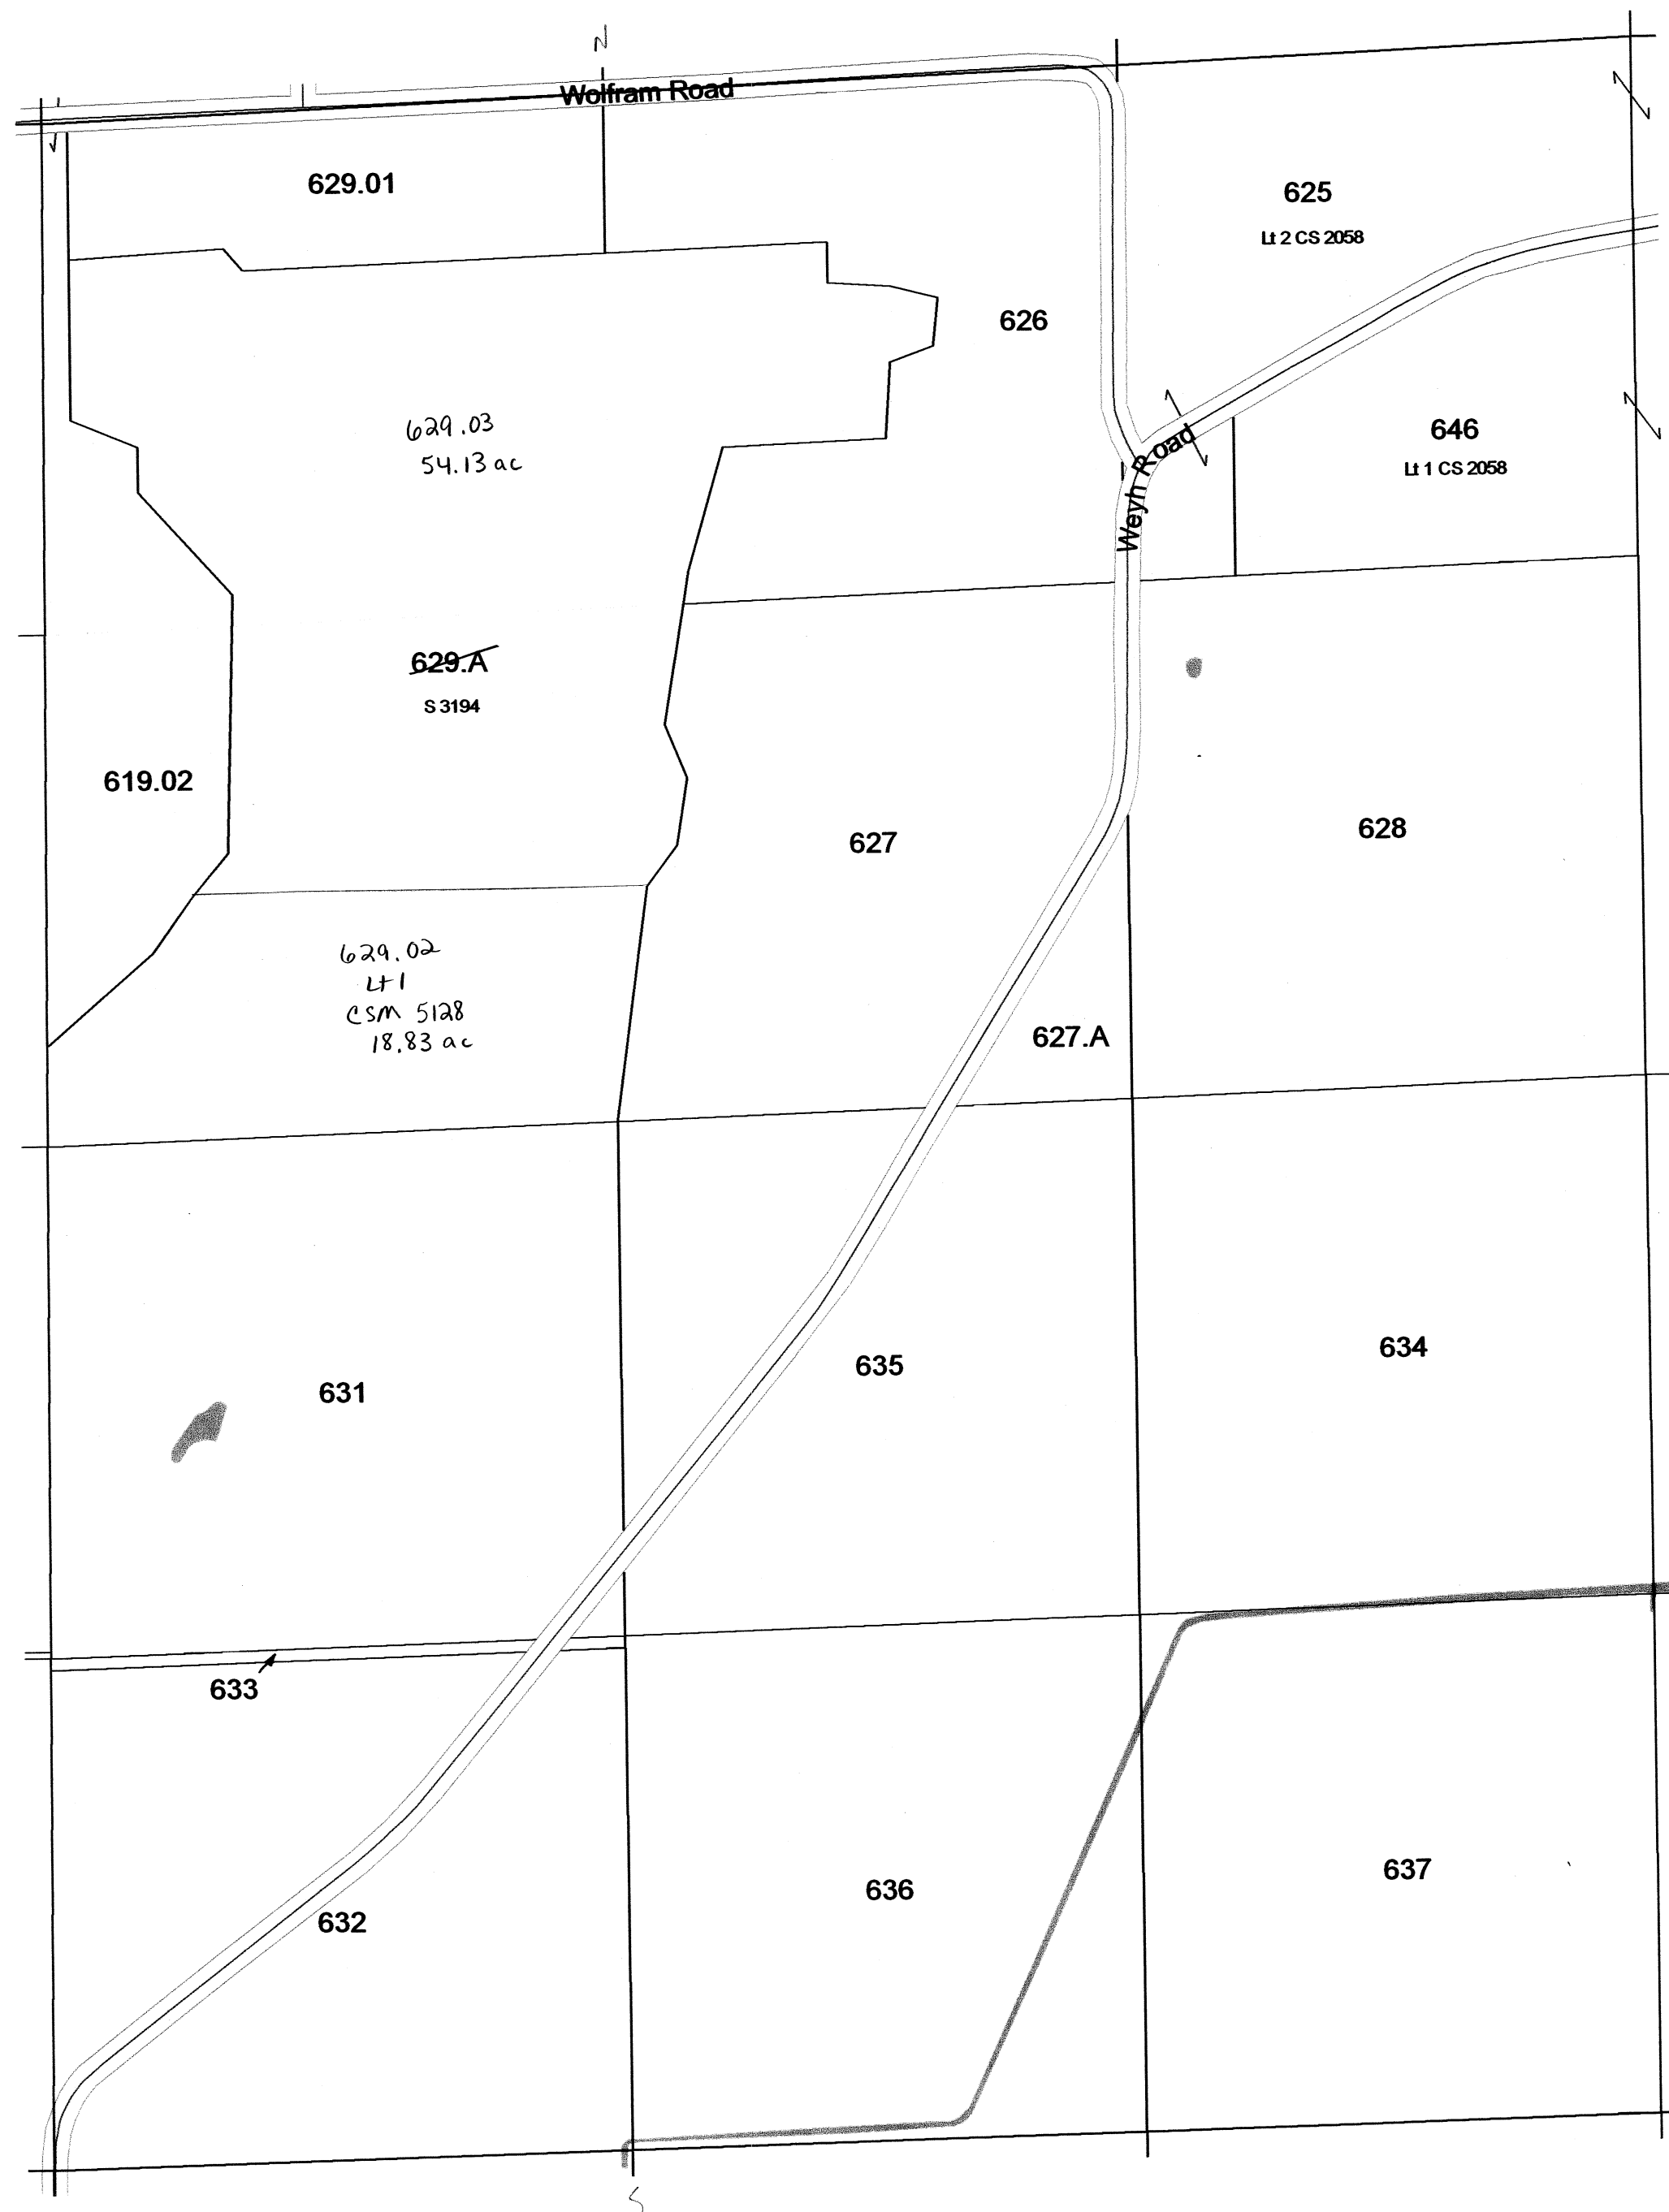 Wolfram Road
629.01
625
Lt 2 CS 2058
626
629.03
54.13 ac
646
Lt 1 CS 2058
Weyh Road
629.A
S 3194
619.02
627
628
629.02
Lt 1
CSM 5128
18.83 ac
627.A
631
635
634
633
632
636
637